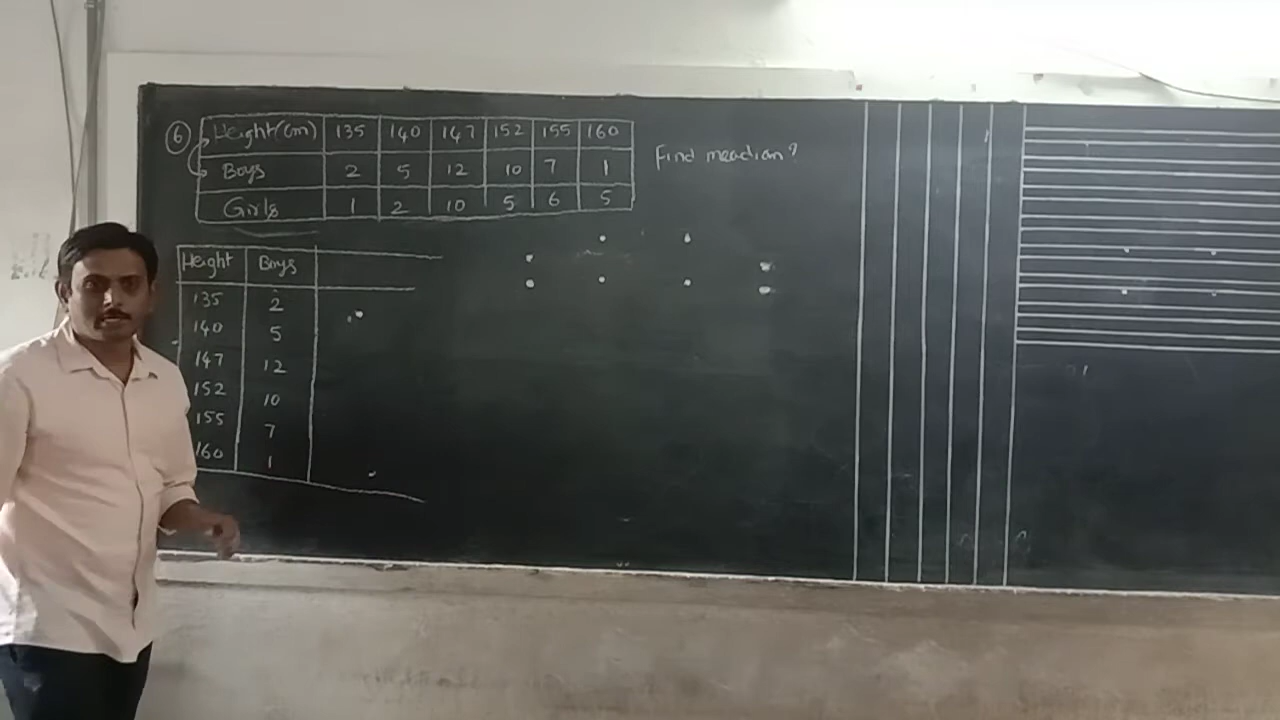 6 Height(cm) 135 140 147 152 155 160
Boys 2 5 12 10 7 1
Girls 1 2 10 5 6 5
Find meadian?
Height Boys
135 2
140 5
147 12
152 10
155 7
160 1